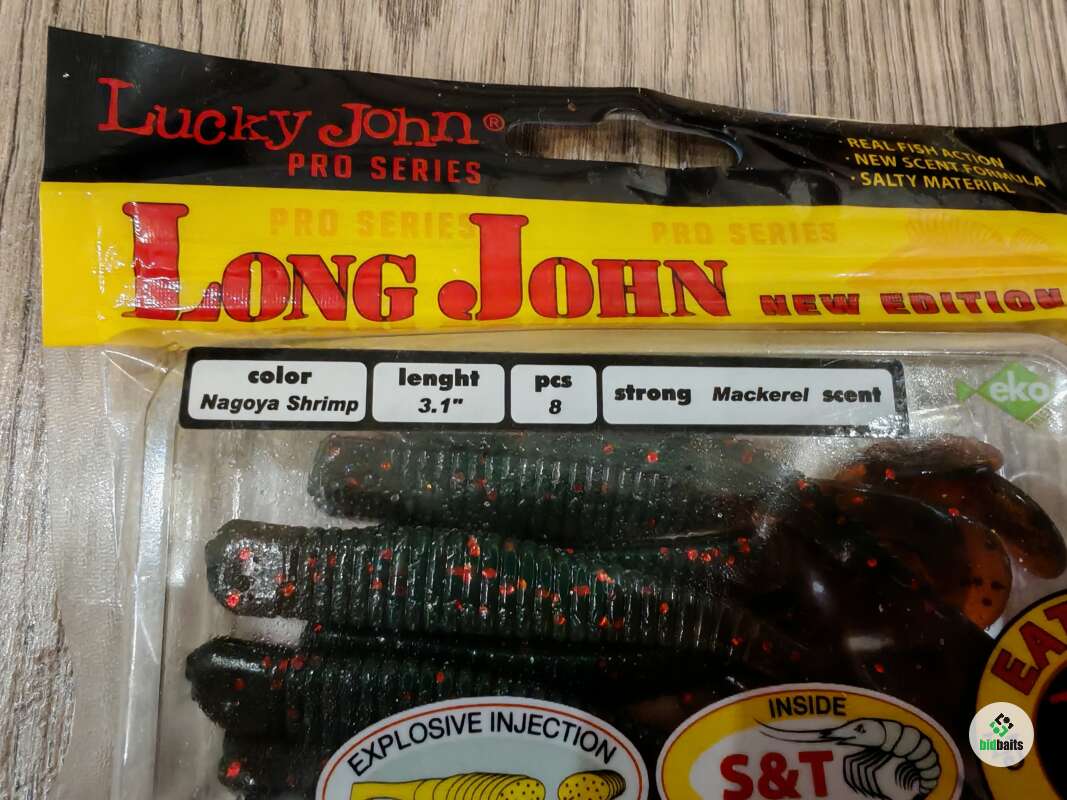 Lucky John®
PRO SERIES
· REAL FISH ACTION
· NEW SCENT FORMULA
· SALTY MATERIAL
PRO SERIES PRO SERIES
LONG JOHN NEW EDITION
color
Nagoya Shrimp
lenght
3.1"
pcs
8
strong Mackerel scent
eko
EXPLOSIVE INJECTION
INSIDE
S&T
bidbaits